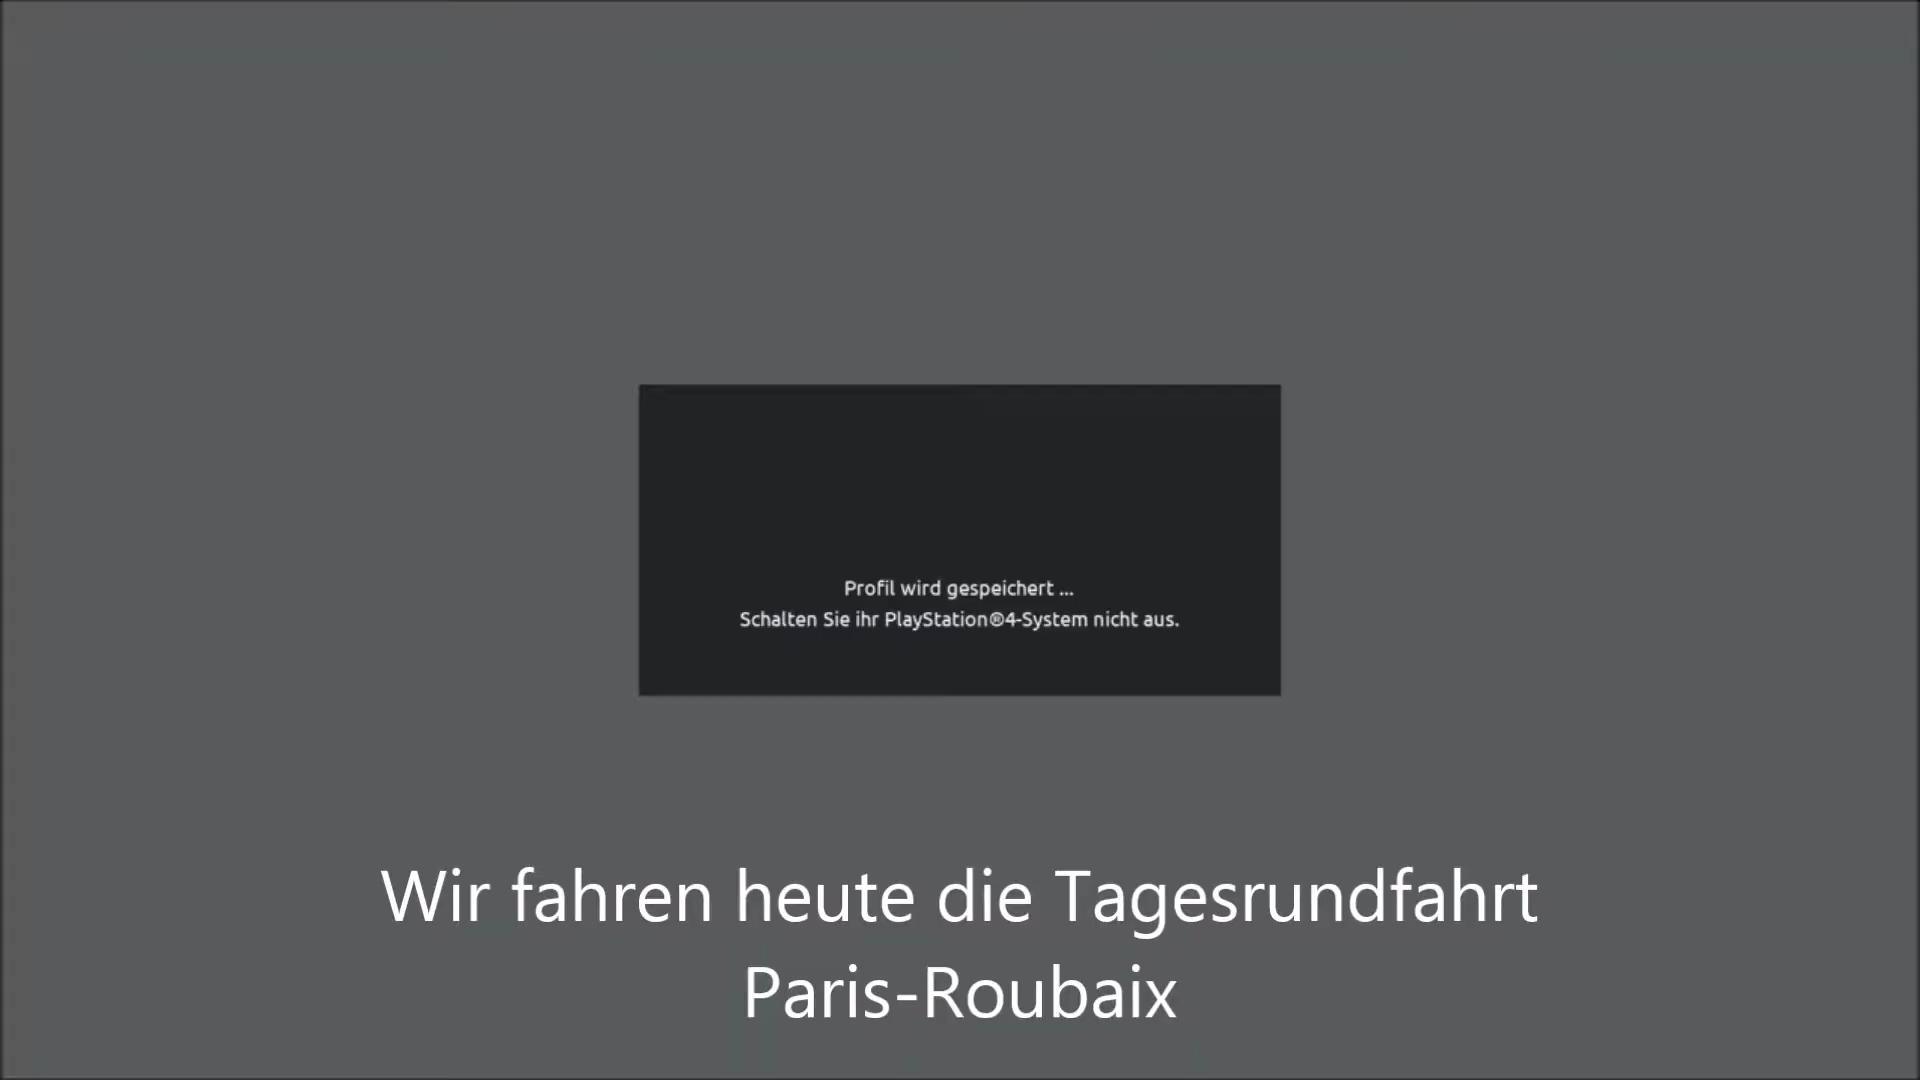 Profil wird gespeichert ...
Schalten Sie ihr PlayStation®4-System nicht aus.
Wir fahren heute die Tagesrundfahrt
Paris-Roubaix